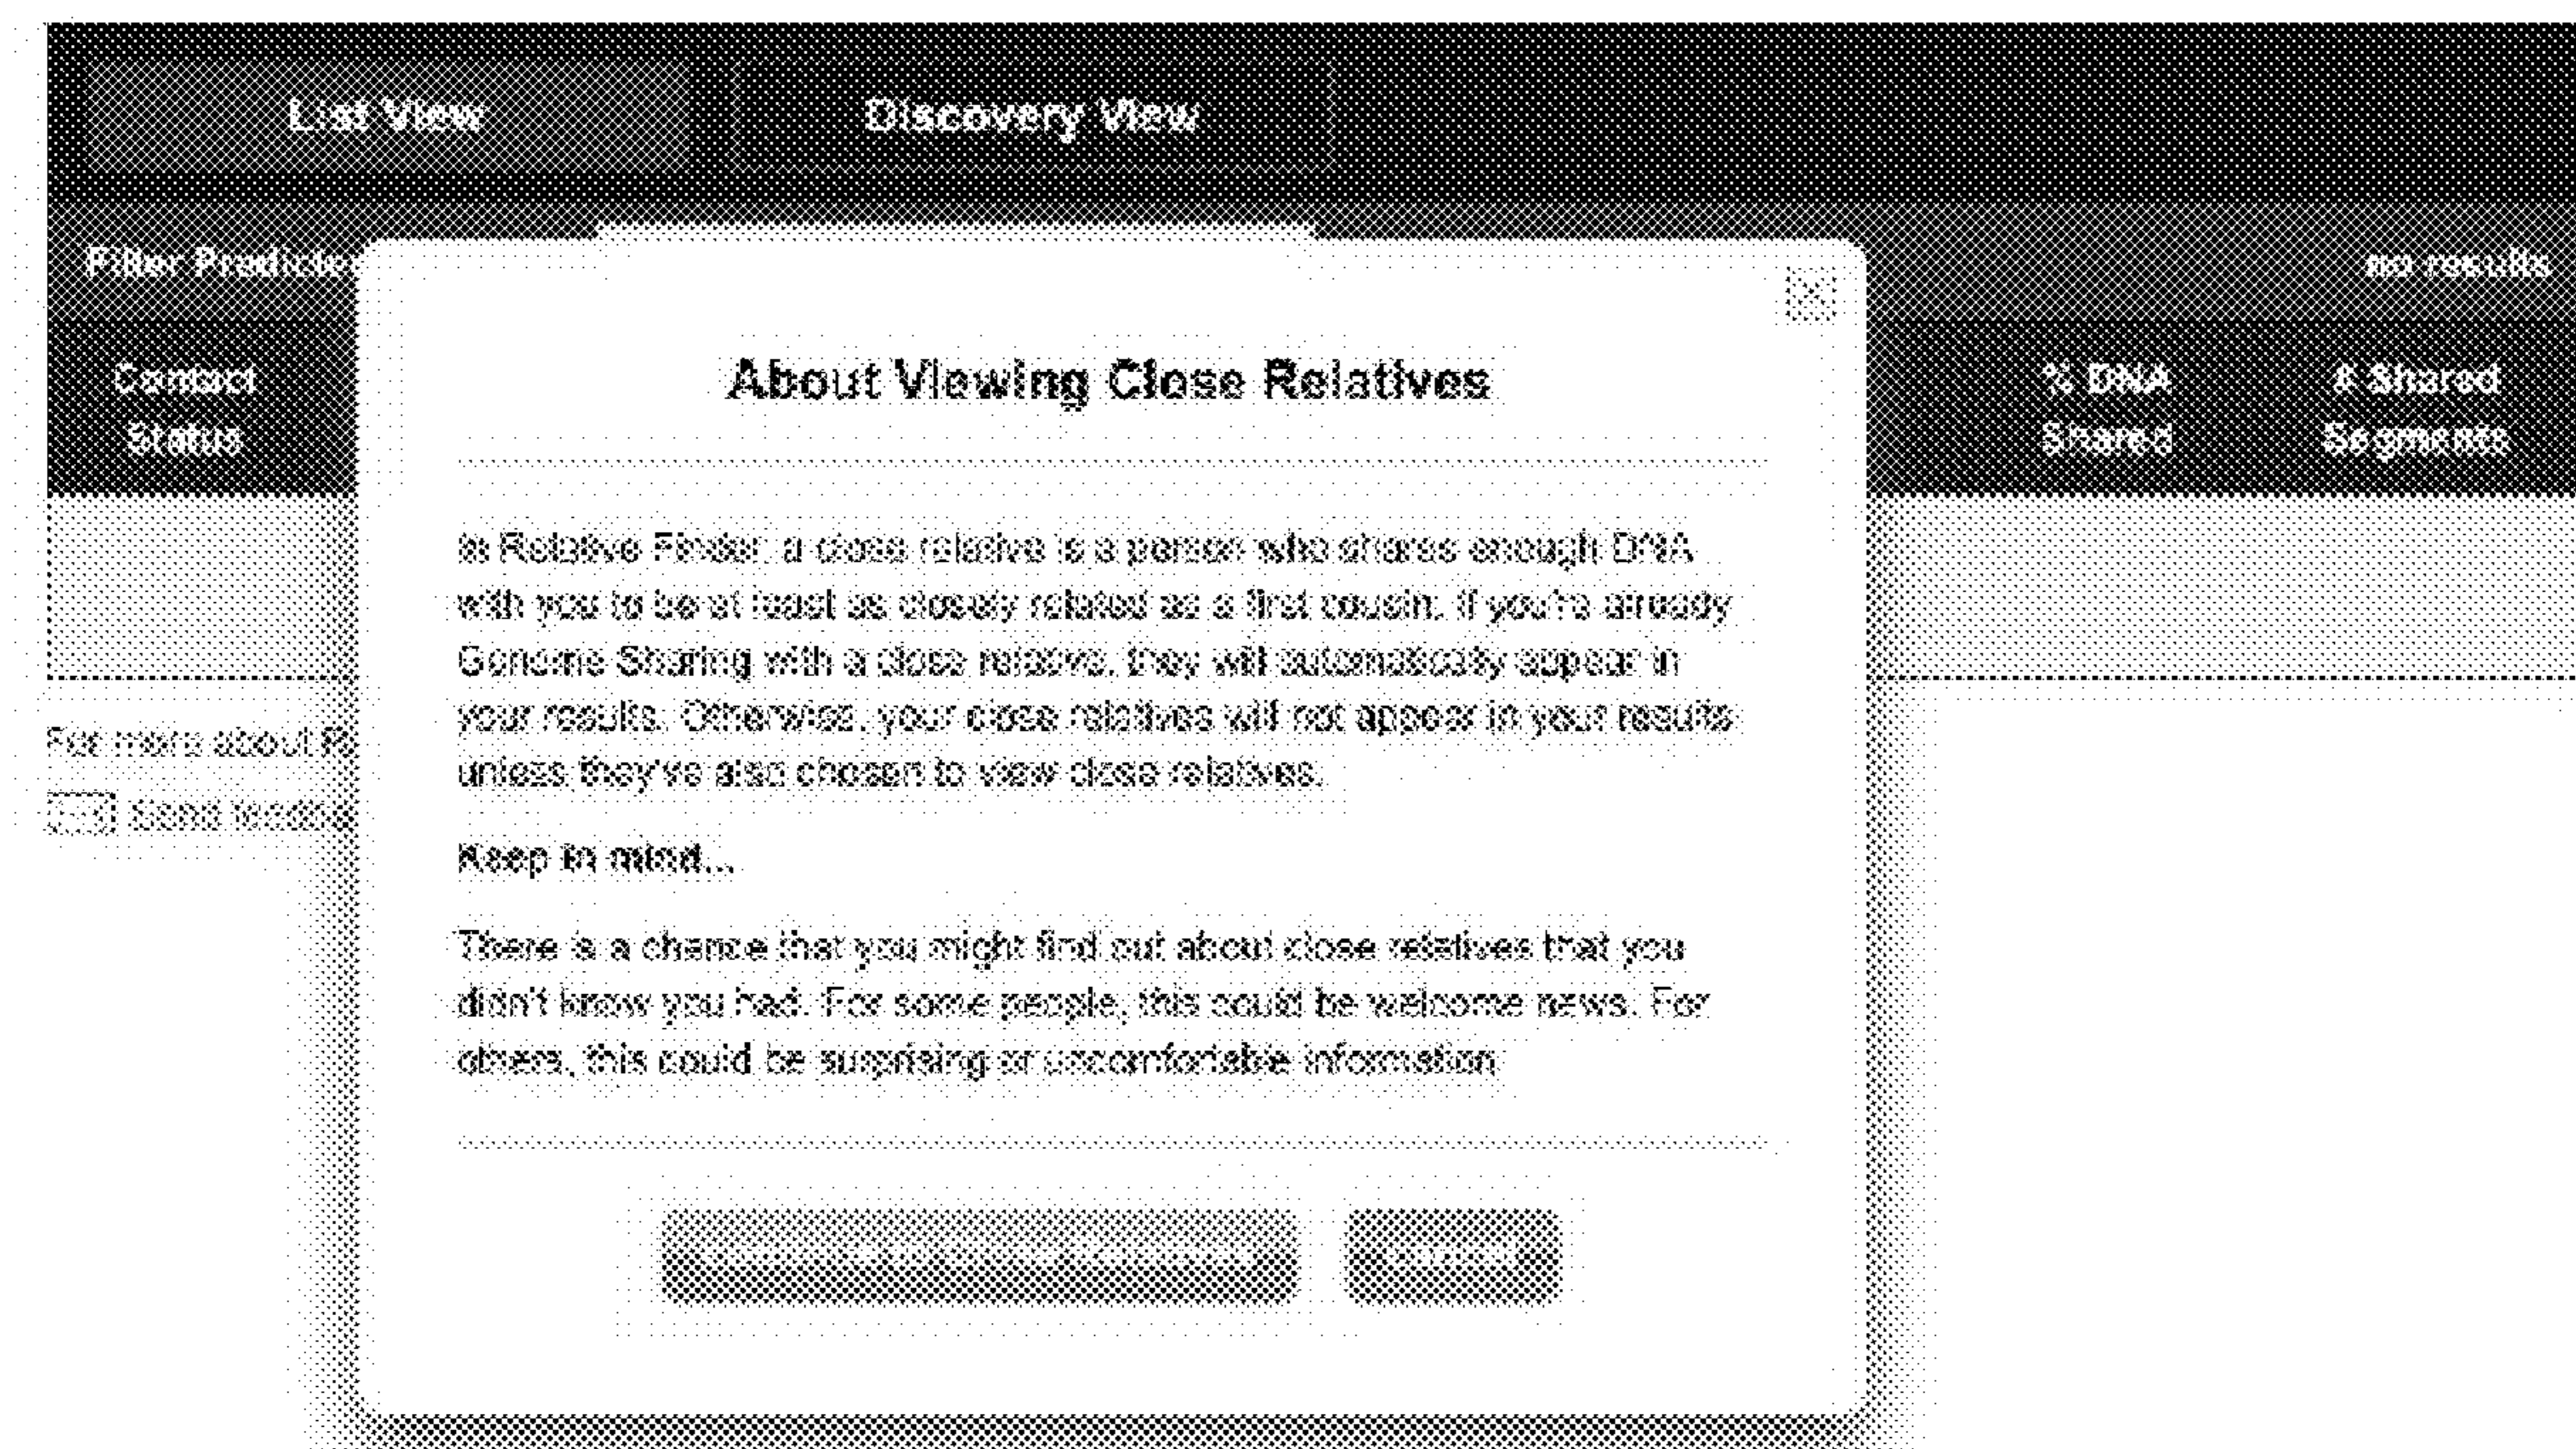 List View
Discovery View
Filter Predicte
no results
Contact
Status
% DNA
Shared
# Shared
Segments
About Viewing Close Relatives
In Relative Finder, a close relative is a person who shares enough DNA
with you to be at least as closely related as a first cousin. If you're already
Genome Sharing with a close relative, they will automatically appear in
your results. Otherwise, your close relatives will not appear in your results
unless they've also chosen to view close relatives.
Keep in mind...
There is a chance that you might find out about close relatives that you
didn't know you had. For some people, this could be welcome news. For
others, this could be surprising or uncomfortable information.
For more about
Send